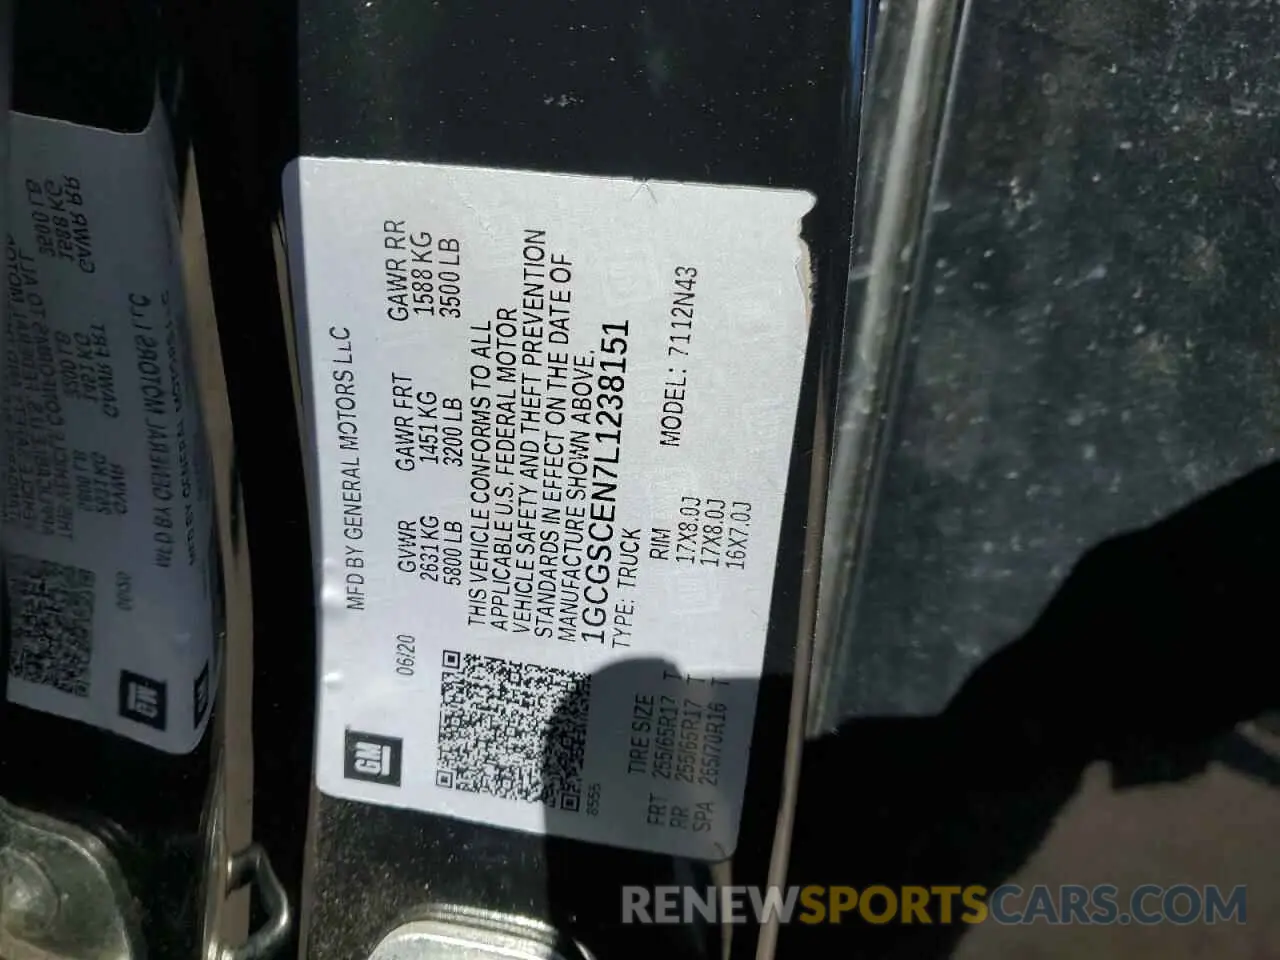 MFD BY GENERAL MOTORS LLC
GM
06/20
GVWR GAWR FRT GAWR RR
2631 KG 1451 KG 1588 KG
5800 LB 3200 LB 3500 LB
THIS VEHICLE CONFORMS TO ALL
APPLICABLE U.S. FEDERAL MOTOR
VEHICLE SAFETY AND THEFT PREVENTION
STANDARDS IN EFFECT ON THE DATE OF
MANUFACTURE SHOWN ABOVE.
1GCGSCEN7L1238151
TYPE: TRUCK
8555
MODEL: 7112N43
TIRE SIZE RIM
FRT 255/65R17 T 17X8.0J
RR 255/65R17 T 17X8.0J
SPA 265/70R16 T 16X7.0J
RENEWSPORTSCARS.COM